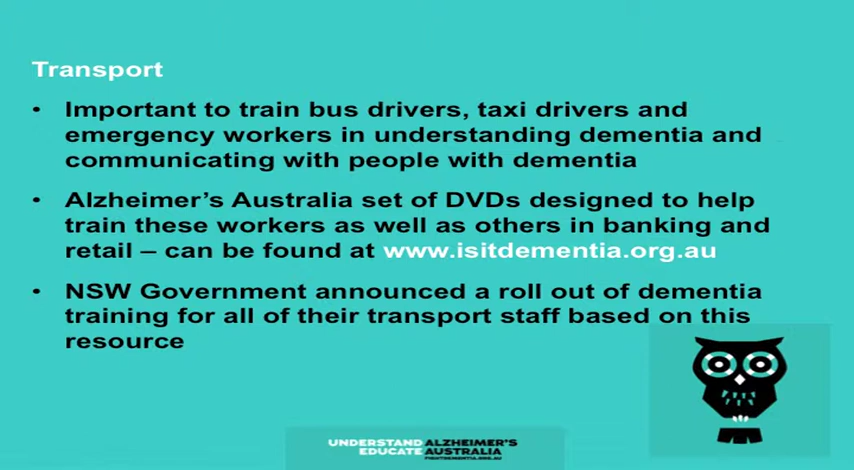 Transport
• Important to train bus drivers, taxi drivers and
emergency workers in understanding dementia and
communicating with people with dementia
• Alzheimer’s Australia set of DVDs designed to help
train these workers as well as others in banking and
retail – can be found at www.isitdementia.org.au
• NSW Government announced a roll out of dementia
training for all of their transport staff based on this
resource
UNDERSTAND ALZHEIMER'S
EDUCATE AUSTRALIA
FIGHTDEMENTIA.ORG.AU